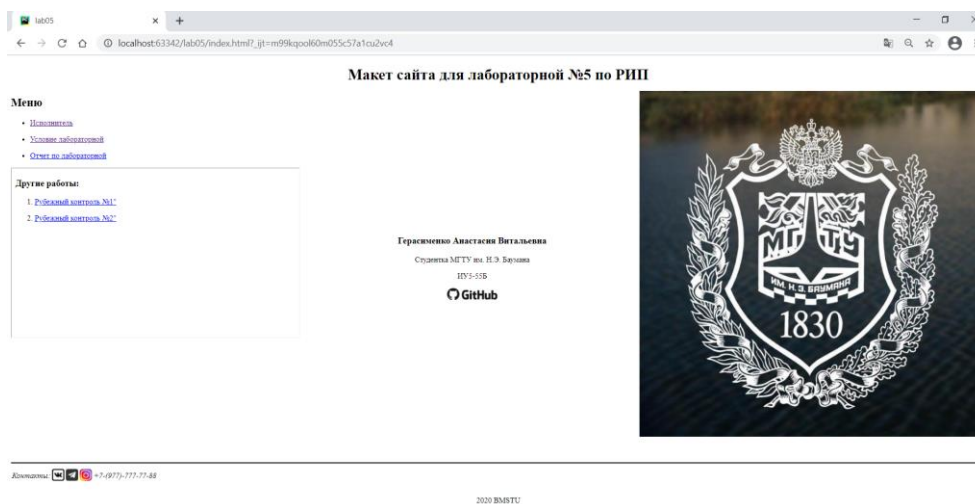 lab05
localhost:63342/lab05/index.html?_ijt=m99kqool60m055c57a1cu2vc4
Макет сайта для лабораторной №5 по РИП
Меню
Исполнитель
Условие лабораторной
Отчет по лабораторной
Другие работы:
1. Рубежный контроль №1"
2. Рубежный контроль №2"
Герасименко Анастасия Витальевна
Студентка МГТУ им. Н.Э. Баумана
ИУ5-55Б
GitHub
МГТУ
ИМ. Н.Э. БАУМАНА
1830
Контакты: +7-(977)-777-77-88
2020 BMSTU